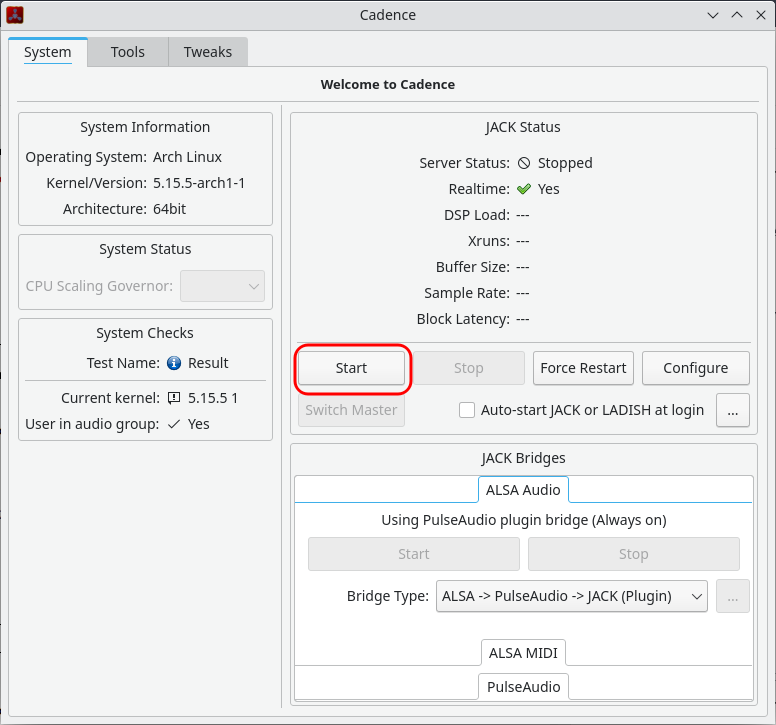 Cadence
System Tools Tweaks
Welcome to Cadence
System Information
Operating System: Arch Linux
Kernel/Version: 5.15.5-arch1-1
Architecture: 64bit
System Status
CPU Scaling Governor:
System Checks
Test Name: Result
Current kernel: 5.15.5 1
User in audio group: Yes
JACK Status
Server Status: Stopped
Realtime: Yes
DSP Load: ---
Xruns: ---
Buffer Size: ---
Sample Rate: ---
Block Latency: ---
Start Stop Force Restart Configure
Switch Master Auto-start JACK or LADISH at login ...
JACK Bridges
ALSA Audio
Using PulseAudio plugin bridge (Always on)
Start Stop
Bridge Type: ALSA -> PulseAudio -> JACK (Plugin) ...
ALSA MIDI
PulseAudio